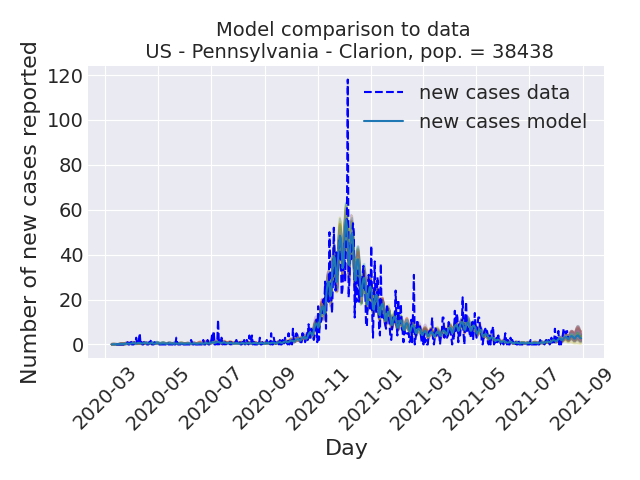 Model comparison to data
US - Pennsylvania - Clarion, pop. = 38438
Number of new cases reported
120
100
80
60
40
20
0
new cases data
new cases model
2020-03
2020-05
2020-07
2020-09
2020-11
2021-01
2021-03
2021-05
2021-07
2021-09
Day